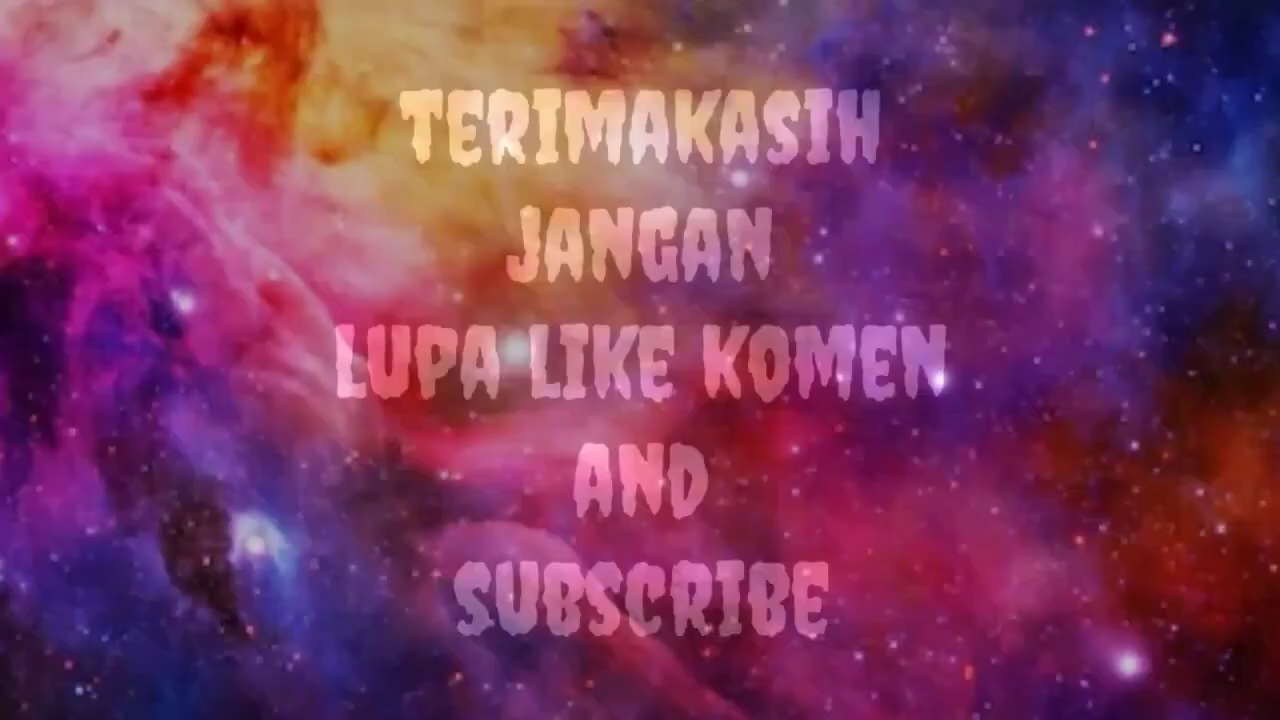 TERIMAKASIH
JANGAN
LUPA LIKE KOMEN
AND
SUBSCRIBE